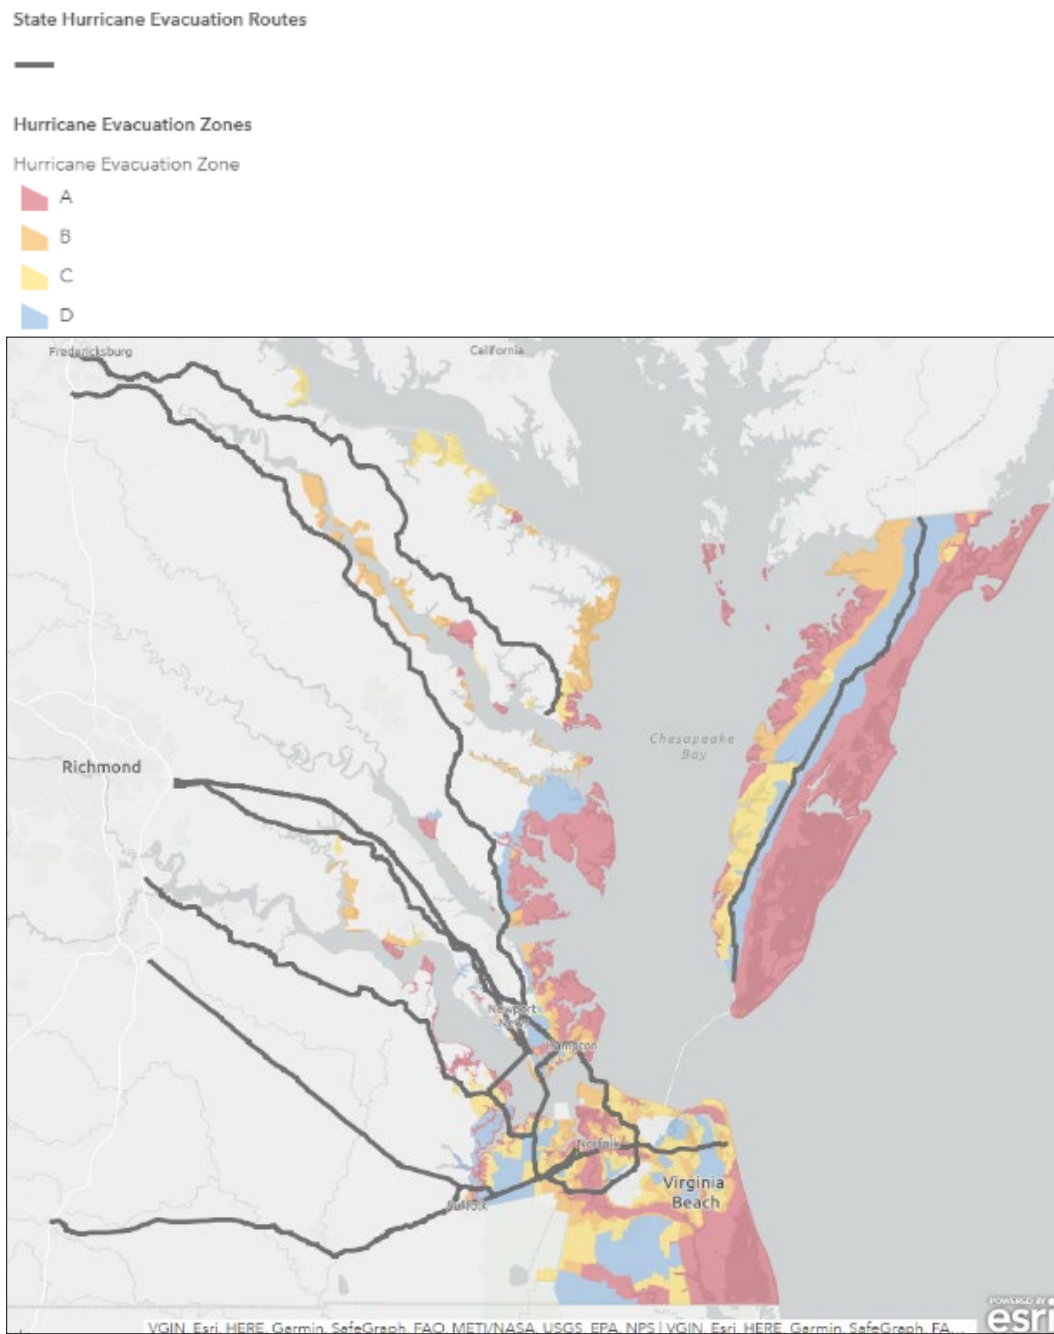 State Hurricane Evacuation Routes
Hurricane Evacuation Zones
Hurricane Evacuation Zone
A
B
C
D
Fredericksburg
California
Chesapeake
Bay
Richmond
Newport
News
Hampton
Norfolk
Virginia
Beach
Suffolk
POWERED BY
esri
VGIN, Esri, HERE, Garmin, SafeGraph, FAO, METI/NASA, USGS, EPA, NPS | VGIN, Esri, HERE, Garmin, SafeGraph, FA...